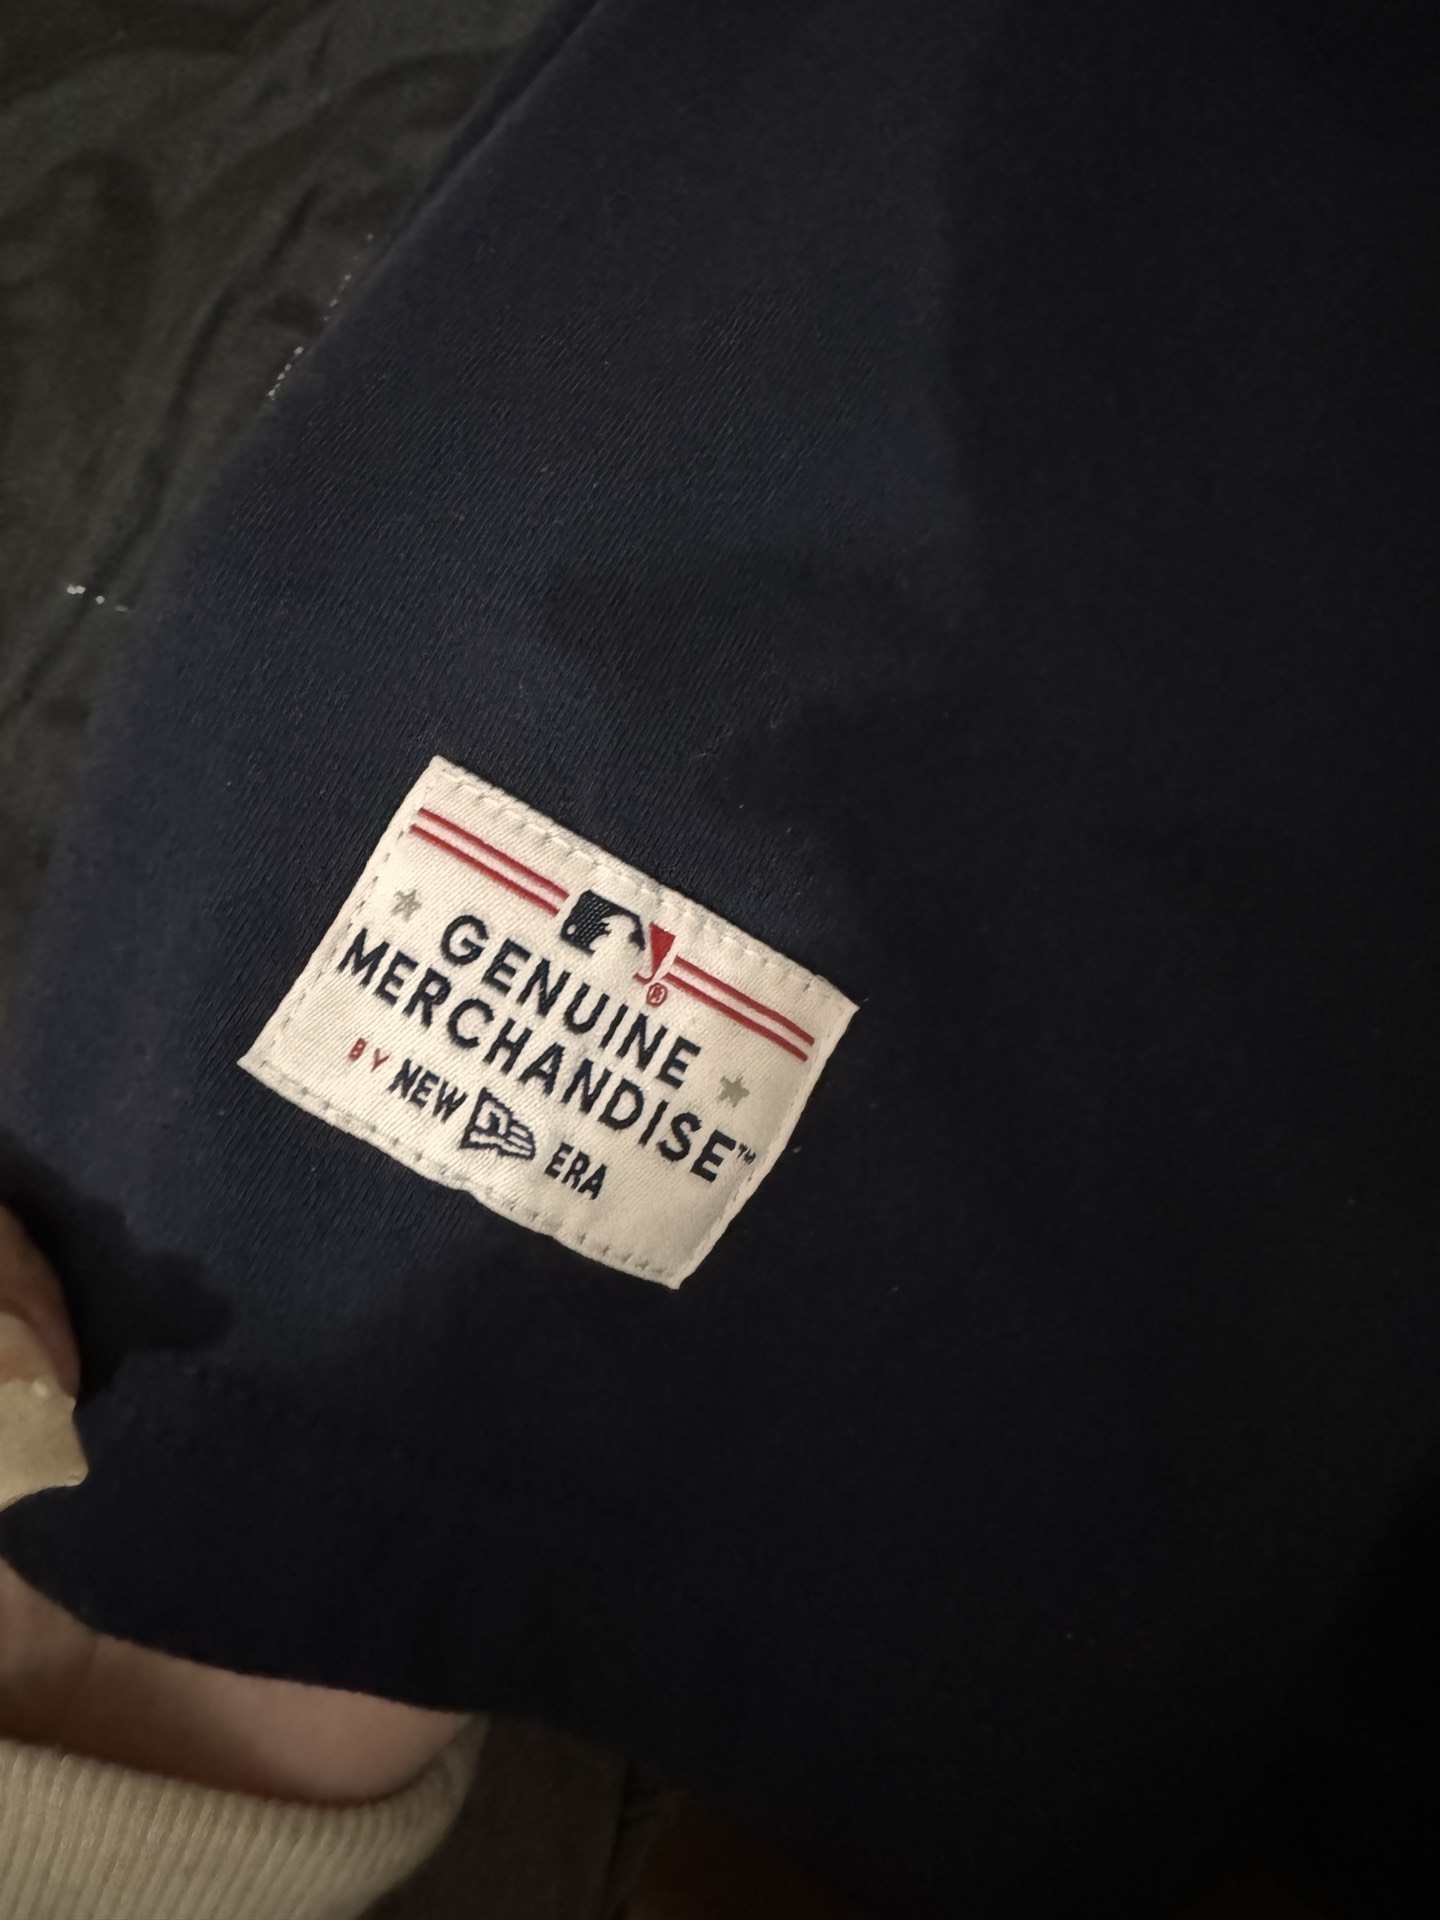 ®
GENUINE
MERCHANDISE™
BY NEW ERA